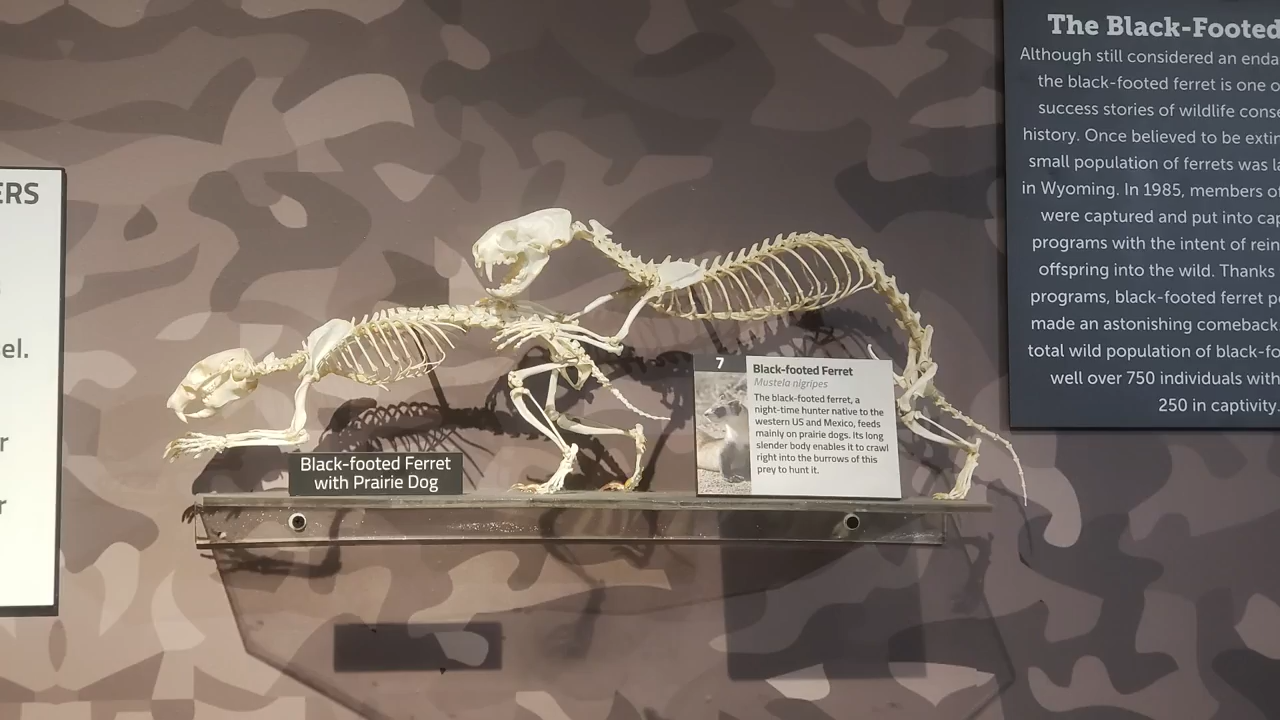 ERS
el.
r
r
Black-footed Ferret
with Prairie Dog
7
Black-footed Ferret
Mustela nigripes
The black-footed ferret, a
night-time hunter native to the
western US and Mexico, feeds
mainly on prairie dogs. Its long
slender body enables it to crawl
right into the burrows of this
prey to hunt it.
The Black-Footed
Although still considered an enda
the black-footed ferret is one o
success stories of wildlife conse
history. Once believed to be extin
small population of ferrets was la
in Wyoming. In 1985, members of
were captured and put into cap
programs with the intent of rein
offspring into the wild. Thanks
programs, black-footed ferret p
made an astonishing comeback
total wild population of black-fo
well over 750 individuals with
250 in captivity.